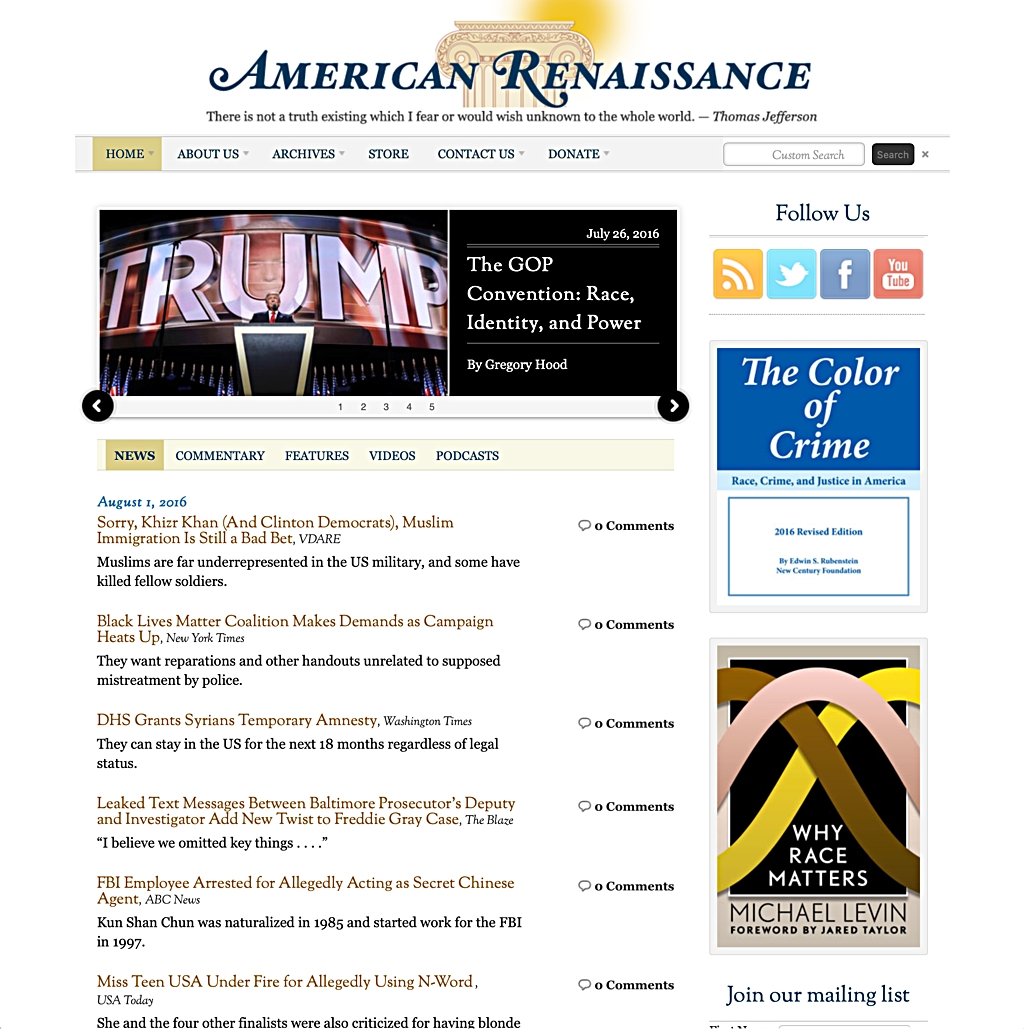 AMERICAN RENAISSANCE
There is not a truth existing which I fear or would wish unknown to the whole world. — Thomas Jefferson
HOME ABOUT US ARCHIVES STORE CONTACT US DONATE Custom Search Search ×
TRUMP
July 26, 2016
The GOP
Convention: Race,
Identity, and Power
By Gregory Hood
1 2 3 4 5
NEWS COMMENTARY FEATURES VIDEOS PODCASTS
August 1, 2016
Sorry, Khizr Khan (And Clinton Democrats), Muslim
Immigration Is Still a Bad Bet, VDARE
0 Comments
Muslims are far underrepresented in the US military, and some have
killed fellow soldiers.
Black Lives Matter Coalition Makes Demands as Campaign
Heats Up, New York Times
0 Comments
They want reparations and other handouts unrelated to supposed
mistreatment by police.
DHS Grants Syrians Temporary Amnesty, Washington Times
0 Comments
They can stay in the US for the next 18 months regardless of legal
status.
Leaked Text Messages Between Baltimore Prosecutor's Deputy
and Investigator Add New Twist to Freddie Gray Case, The Blaze
0 Comments
“I believe we omitted key things . . . .”
FBI Employee Arrested for Allegedly Acting as Secret Chinese
Agent, ABC News
0 Comments
Kun Shan Chun was naturalized in 1985 and started work for the FBI
in 1997.
Miss Teen USA Under Fire for Allegedly Using N-Word ,
USA Today
0 Comments
She and the four other finalists were also criticized for having blonde
Follow Us
You
Tube
The Color
of
Crime
Race, Crime, and Justice in America
2016 Revised Edition
By Edwin S. Rubenstein
New Century Foundation
WHY
RACE
MATTERS
MICHAEL LEVIN
FOREWORD BY JARED TAYLOR
Join our mailing list